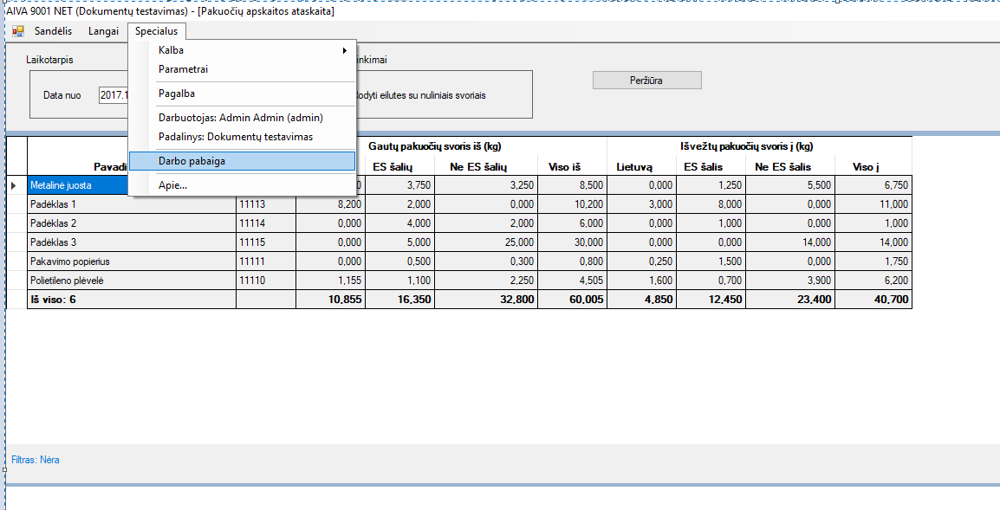 AIVA 9001 NET (Dokumentų testavimas) - [Pakuočių apskaitos ataskaita]
Sandėlis Langai Specialus
Kalba
Parametrai
Pagalba
Darbuotojas: Admin Admin (admin)
Padalinys: Dokumentų testavimas
Darbo pabaiga
Apie...
Laikotarpis
Data nuo 2017.1
Peržiūra
eilutes su nuliniais svoriais
Gautų pakuočių svoris iš (kg) Išvežtų pakuočių svoris į (kg)
ES šalių Ne ES šalių Viso iš Lietuvą ES šalis Ne ES šalis Viso į
Metalinė juosta 0 3,750 3,250 8,500 0,000 1,250 5,500 6,750
Padėklas 1 11113 8,200 2,000 0,000 10,200 3,000 8,000 0,000 11,000
Padėklas 2 11114 0,000 4,000 2,000 6,000 0,000 1,000 0,000 1,000
Padėklas 3 11115 0,000 5,000 25,000 30,000 0,000 0,000 14,000 14,000
Pakavimo popierius 11111 0,000 0,500 0,300 0,800 0,250 1,500 0,000 1,750
Polietileno plėvelė 11110 1,155 1,100 2,250 4,505 1,600 0,700 3,900 6,200
Iš viso: 6 10,855 16,350 32,800 60,005 4,850 12,450 23,400 40,700
Filtras: Nėra